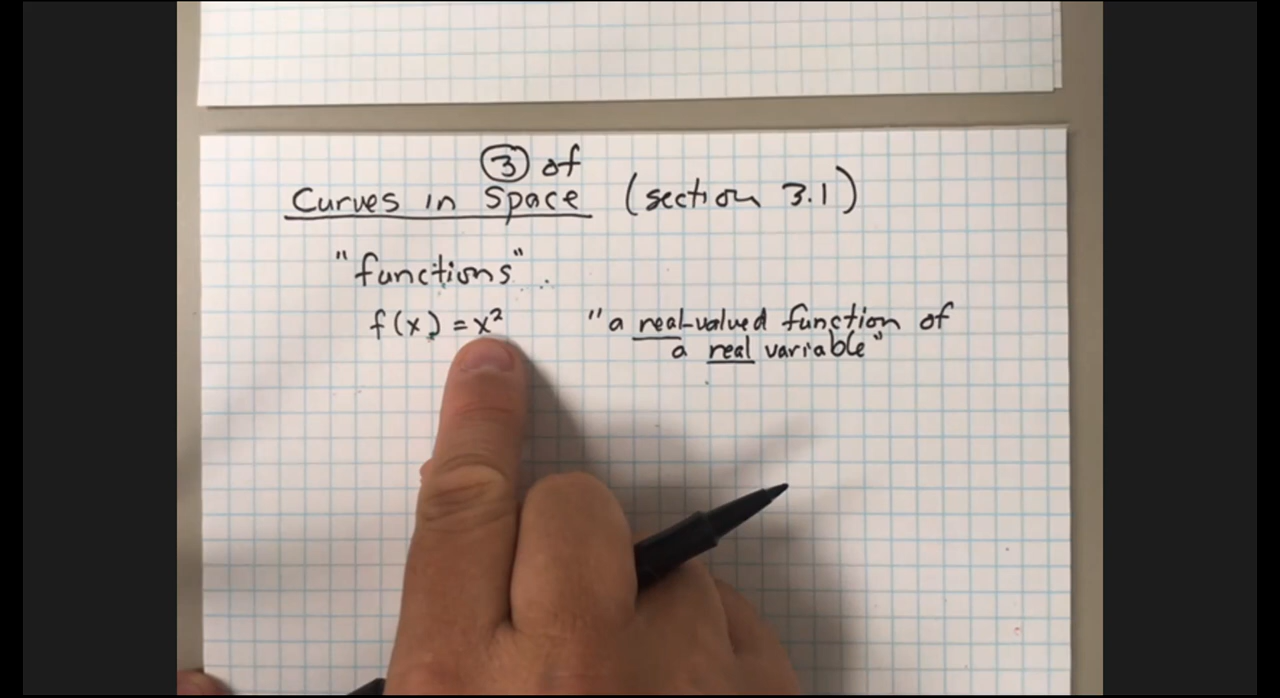 ③ of
Curves in Space (section 3.1)
"functions".
f(x) = x² "a real-valued function of
a real variable"